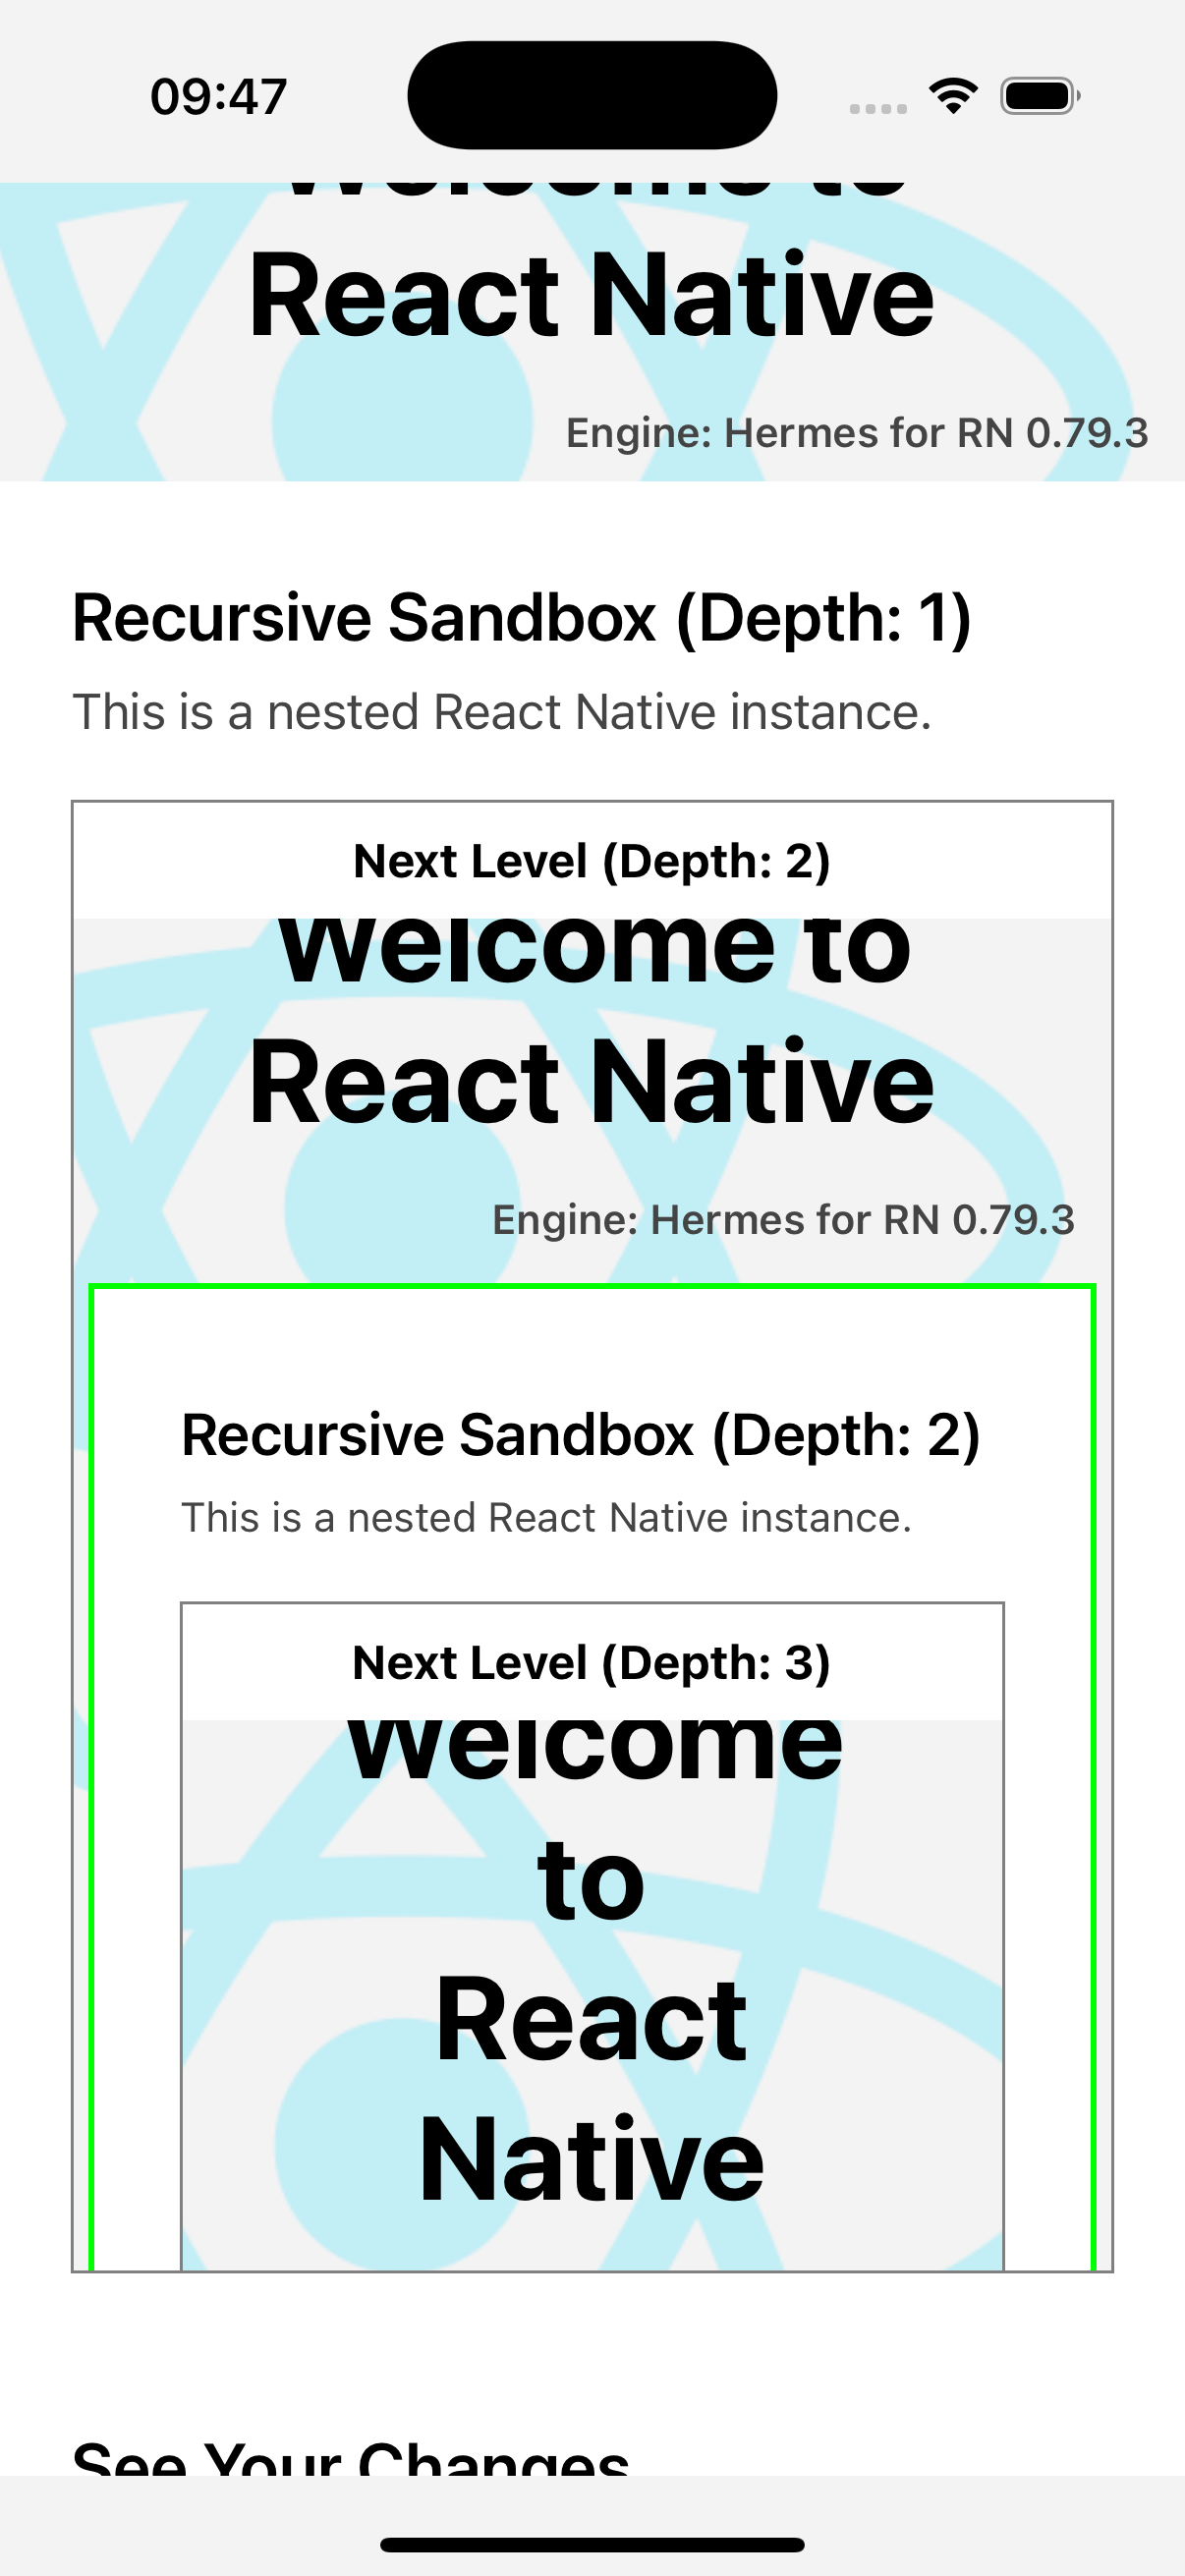 09:47
Welcome to
React Native
Engine: Hermes for RN 0.79.3
Recursive Sandbox (Depth: 1)
This is a nested React Native instance.
Next Level (Depth: 2)
Welcome to
React Native
Engine: Hermes for RN 0.79.3
Recursive Sandbox (Depth: 2)
This is a nested React Native instance.
Next Level (Depth: 3)
Welcome
to
React
Native
See Your Changes